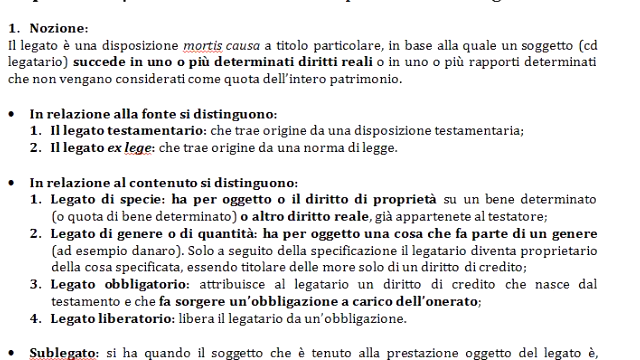 1. Nozione:
Il legato è una disposizione mortis causa a titolo particolare, in base alla quale un soggetto (cd
legatario) succede in uno o più determinati diritti reali o in uno o più rapporti determinati
che non vengano considerati come quota dell'intero patrimonio.
• In relazione alla fonte si distinguono:
1. Il legato testamentario: che trae origine da una disposizione testamentaria;
2. Il legato ex lege: che trae origine da una norma di legge.
• In relazione al contenuto si distinguono:
1. Legato di specie: ha per oggetto o il diritto di proprietà su un bene determinato
(o quota di bene determinato) o altro diritto reale, già appartenete al testatore;
2. Legato di genere o di quantità: ha per oggetto una cosa che fa parte di un genere
(ad esempio danaro). Solo a seguito della specificazione il legatario diventa proprietario
della cosa specificata, essendo titolare delle more solo di un diritto di credito;
3. Legato obbligatorio: attribuisce al legatario un diritto di credito che nasce dal
testamento e che fa sorgere un'obbligazione a carico dell'onerato;
4. Legato liberatorio: libera il legatario da un'obbligazione.
• Sublegato: si ha quando il soggetto che è tenuto alla prestazione oggetto del legato è,